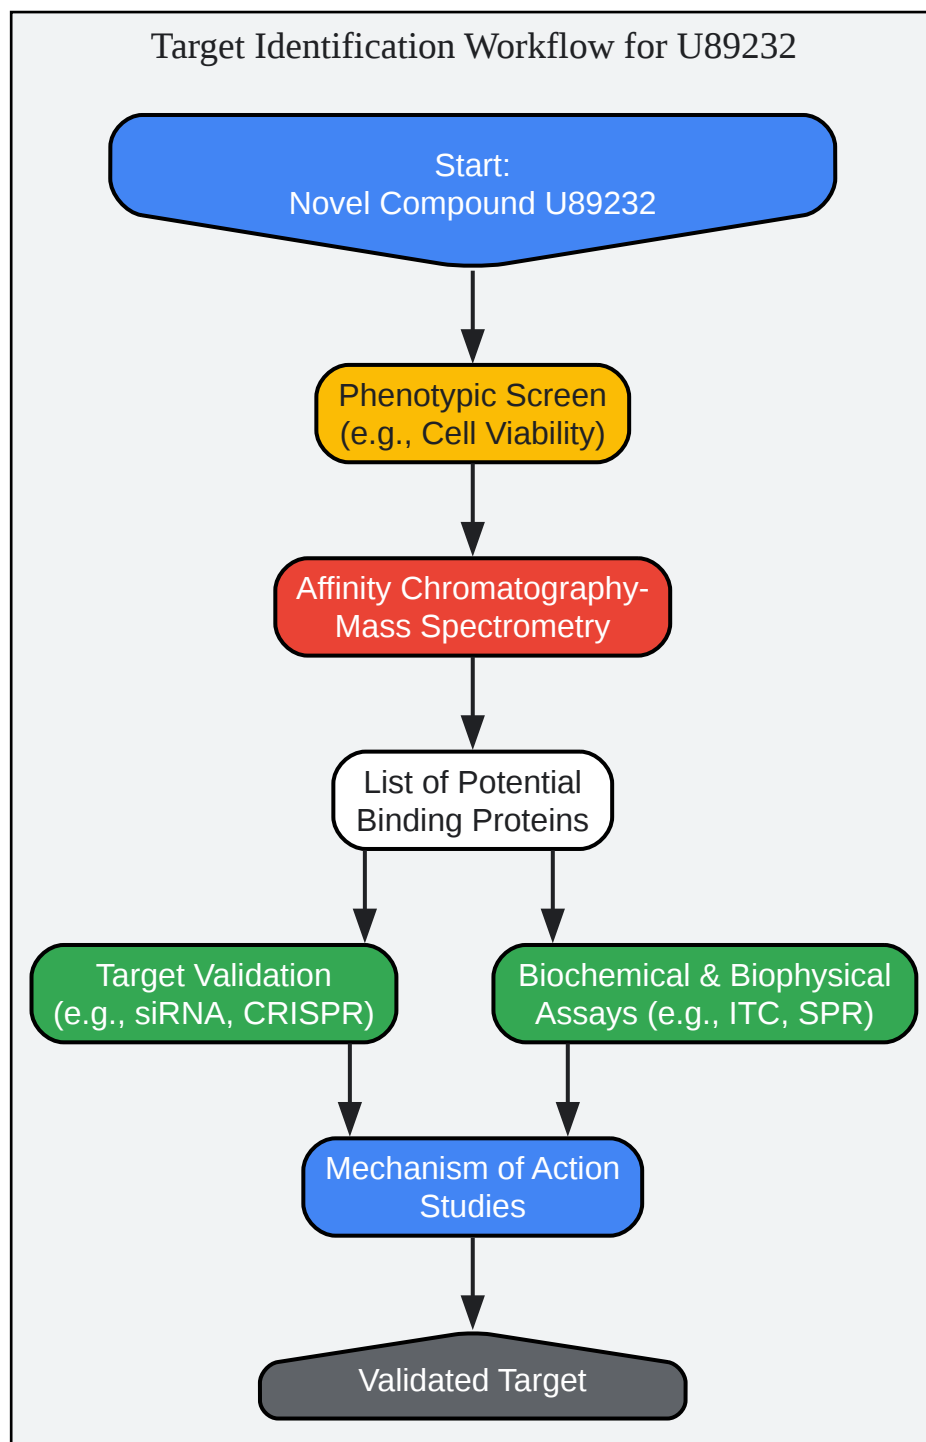 Target Identification Workflow for U89232
Start:
Novel Compound U89232
Phenotypic Screen
(e.g., Cell Viability)
Affinity Chromatography-
Mass Spectrometry
List of Potential
Binding Proteins
Target Validation
(e.g., siRNA, CRISPR)
Biochemical & Biophysical
Assays (e.g., ITC, SPR)
Mechanism of Action
Studies
Validated Target